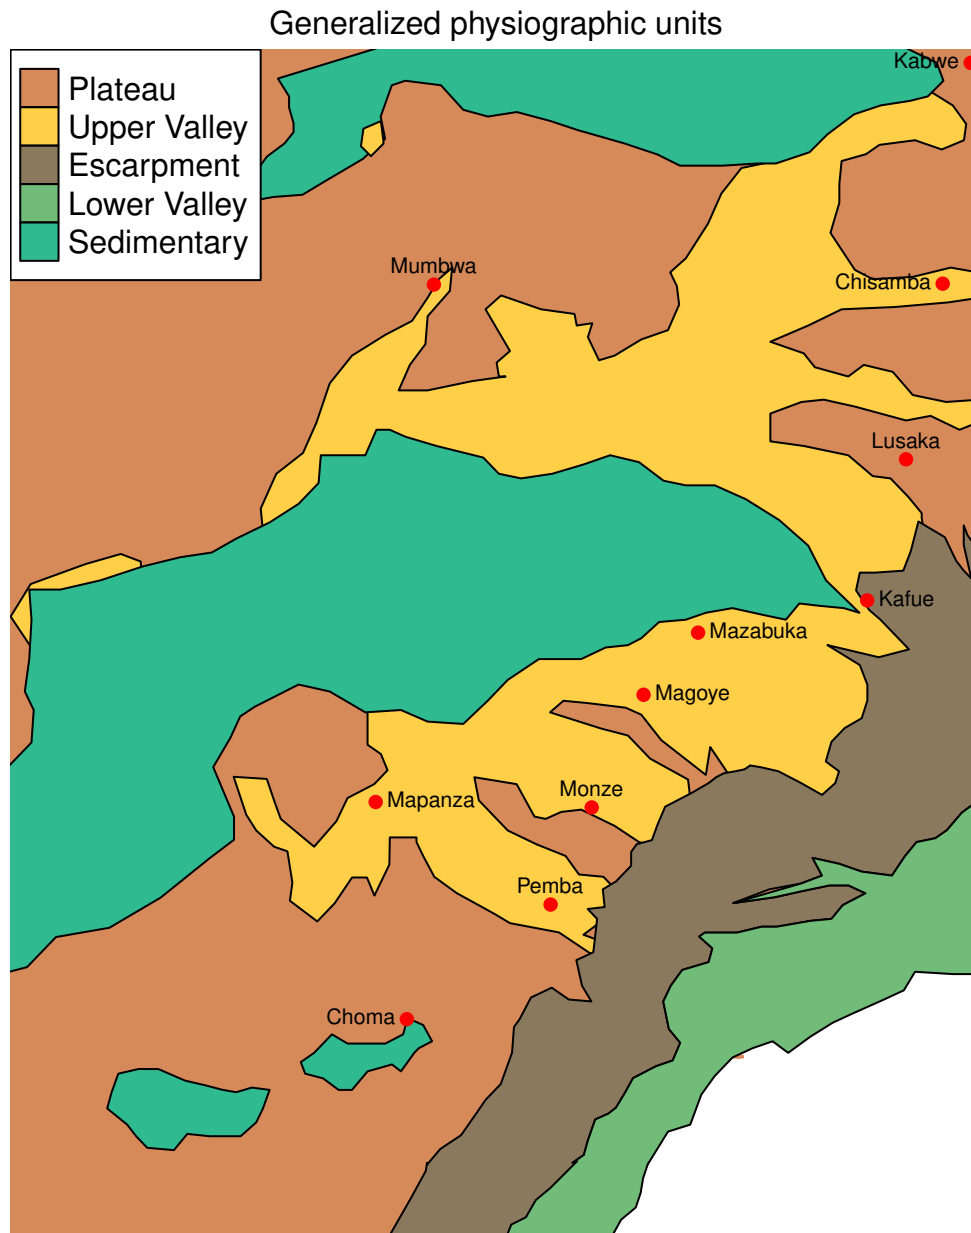 Generalized physiographic units
Kabwe
Plateau
Upper Valley
Escarpment
Lower Valley
Sedimentary
Mumbwa
Chisamba
Lusaka
Kafue
Mazabuka
Magoye
Monze
Mapanza
Pemba
Choma